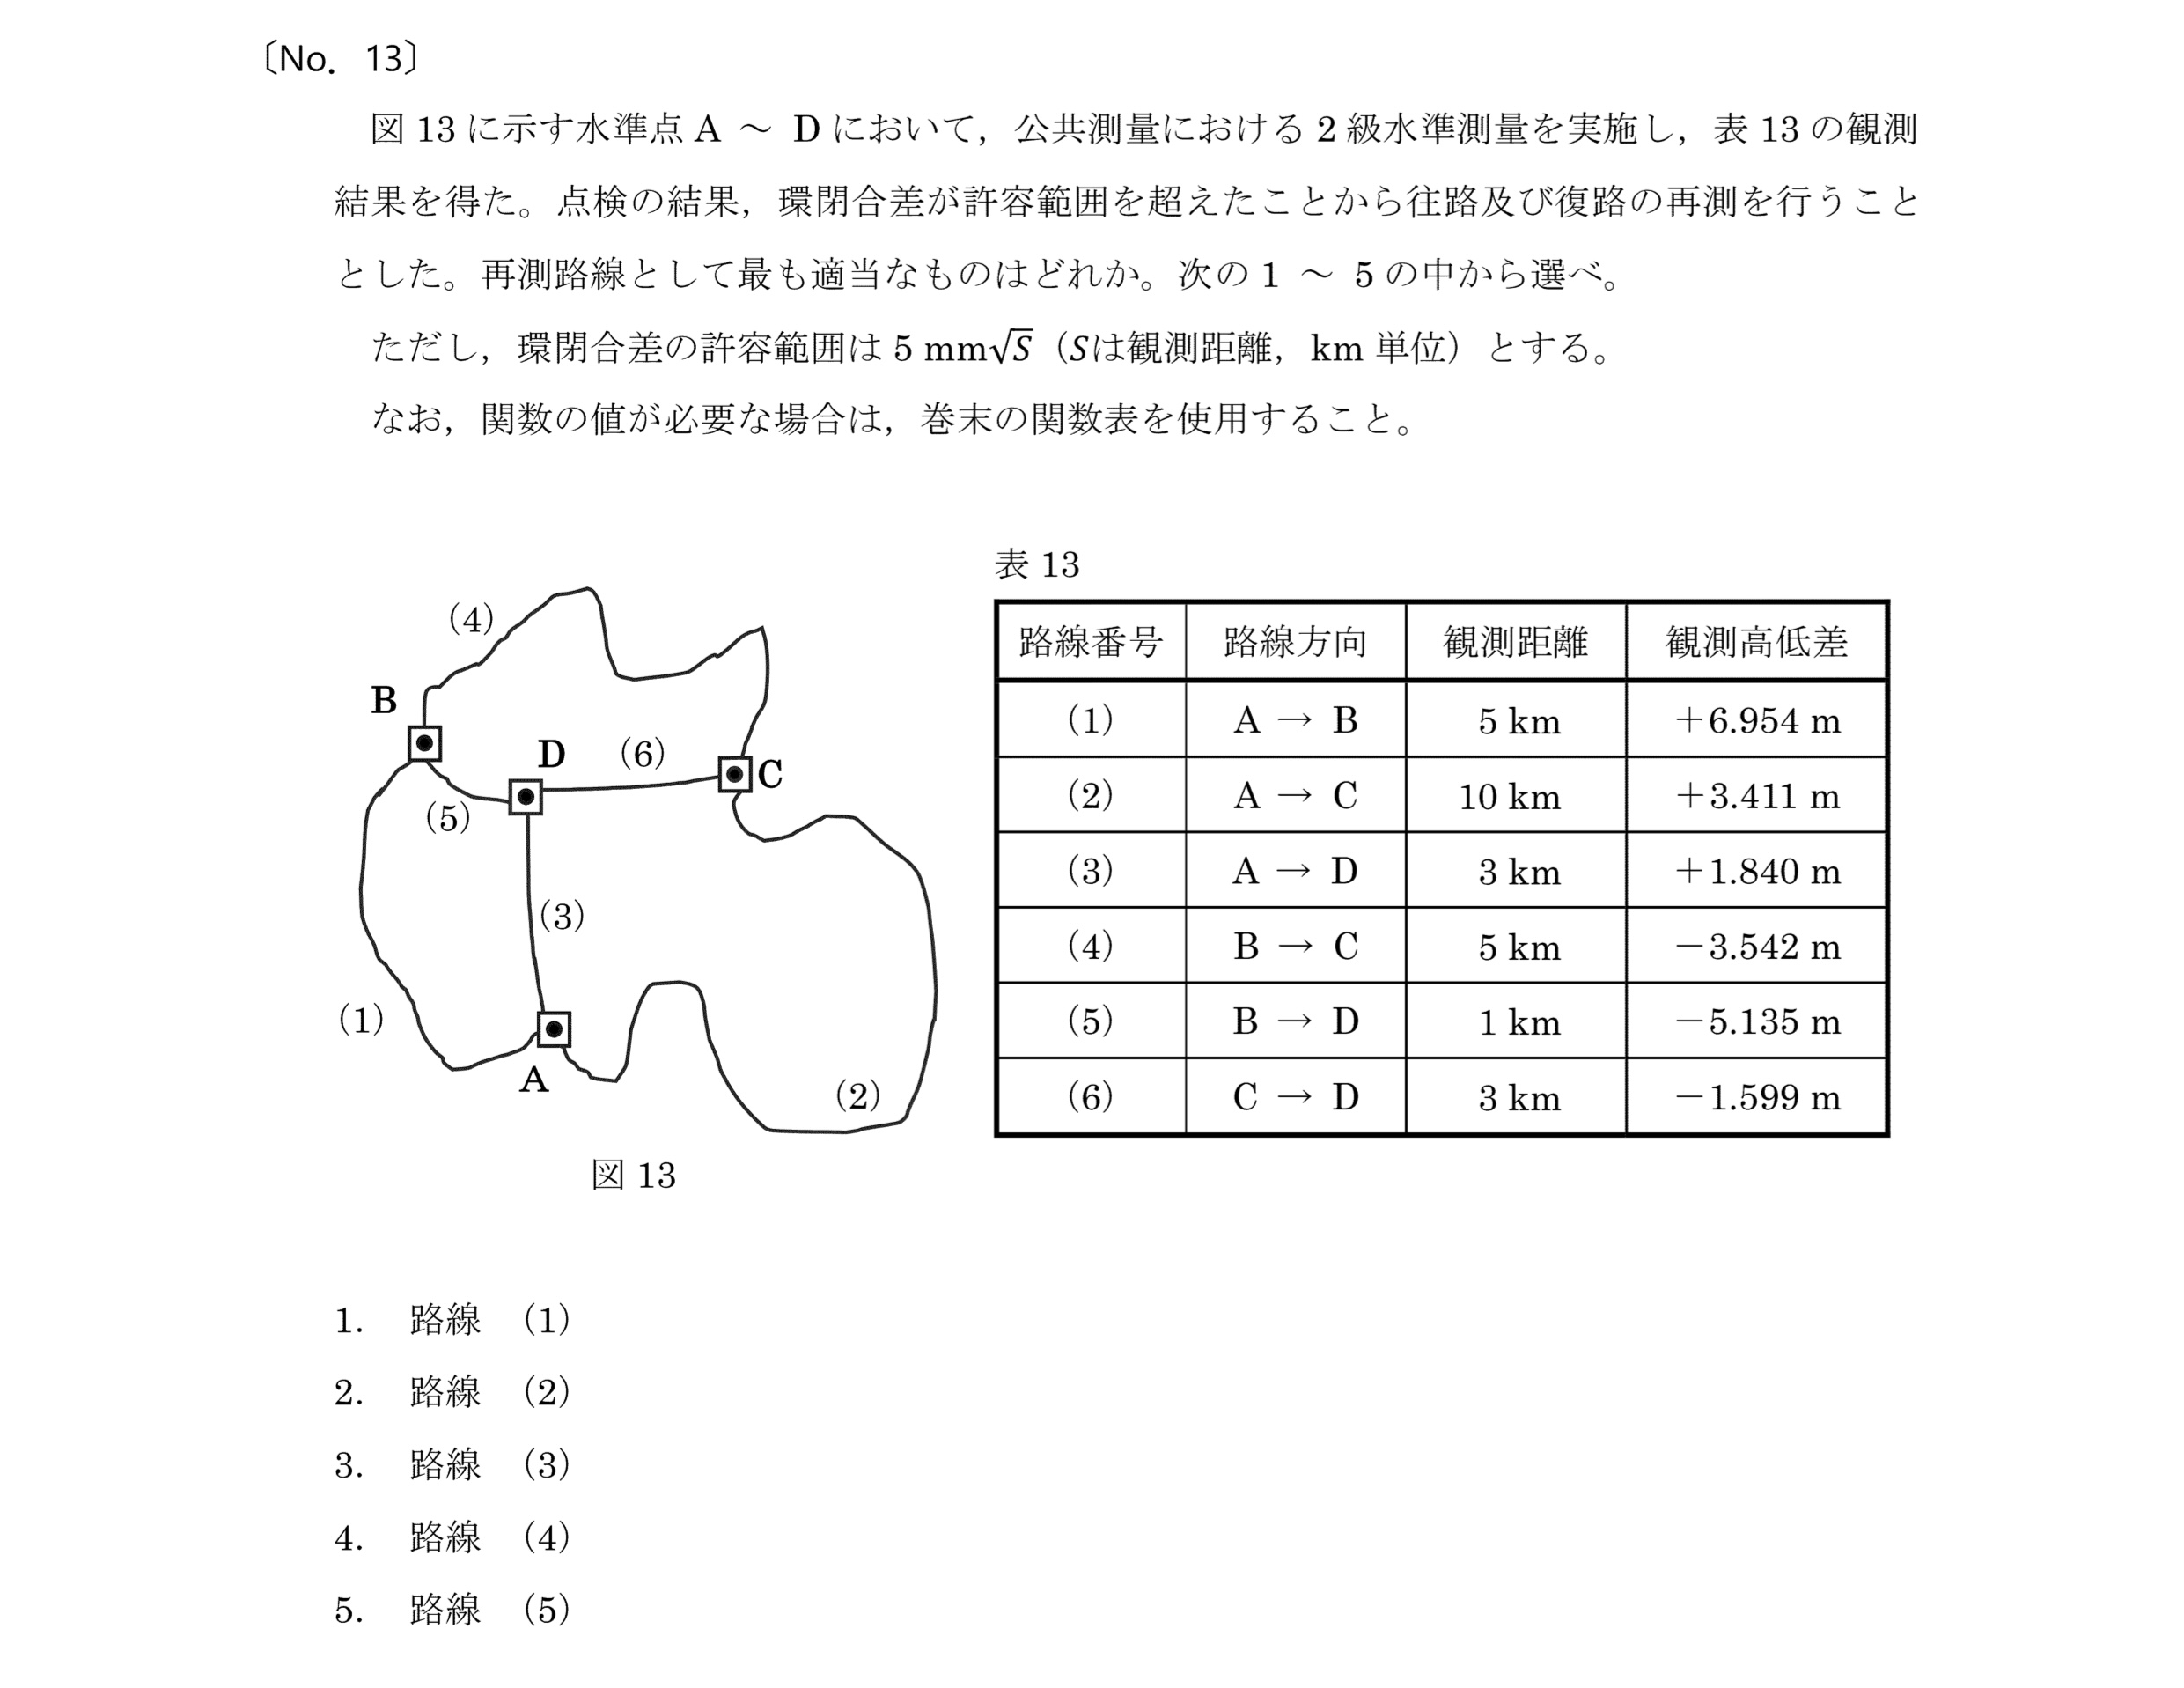 〔No. 13〕
図 13 に示す水準点 A ～ D において，公共測量における 2 級水準測量を実施し，表 13 の観測
結果を得た。点検の結果，環閉合差が許容範囲を超えたことから往路及び復路の再測を行うこと
とした。再測路線として最も適当なものはどれか。次の 1 ～ 5 の中から選べ。
ただし，環閉合差の許容範囲は 5 mm√S（Sは観測距離，km 単位）とする。
なお，関数の値が必要な場合は，巻末の関数表を使用すること。
(4)
B
D
(6)
C
(5)
(3)
(1)
A
(2)
図 13
表 13
路線番号 路線方向 観測距離 観測高低差
(1) A → B 5 km ＋6.954 m
(2) A → C 10 km ＋3.411 m
(3) A → D 3 km ＋1.840 m
(4) B → C 5 km －3.542 m
(5) B → D 1 km －5.135 m
(6) C → D 3 km －1.599 m
1. 路線 (1)
2. 路線 (2)
3. 路線 (3)
4. 路線 (4)
5. 路線 (5)